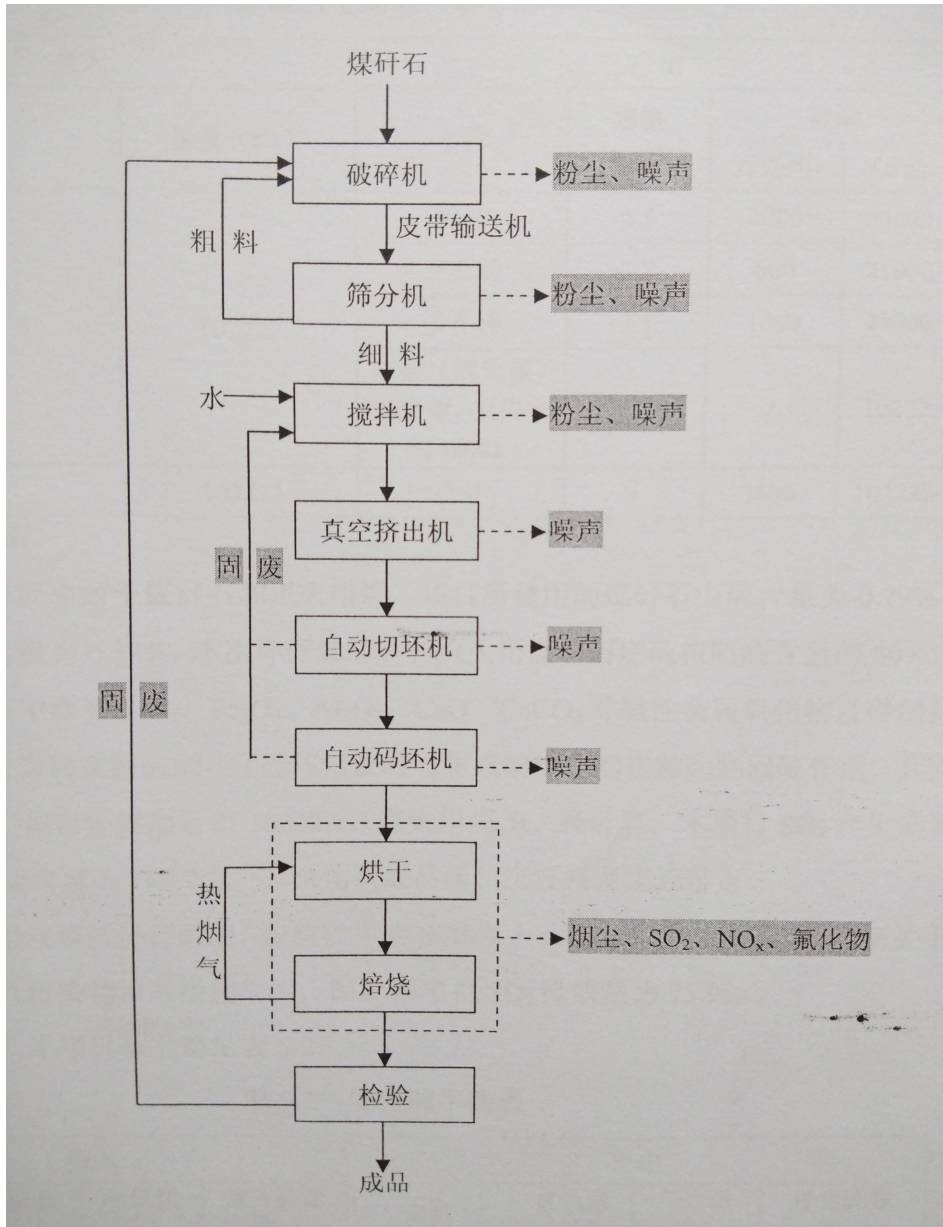 煤矸石
破碎机
粉尘、噪声
皮带输送机
粗料
筛分机
粉尘、噪声
细料
水
搅拌机
粉尘、噪声
真空挤出机
噪声
固废
自动切坯机
噪声
固废
自动码坯机
噪声
烘干
热烟气
烟尘、SO₂、NOₓ、氟化物
焙烧
检验
成品